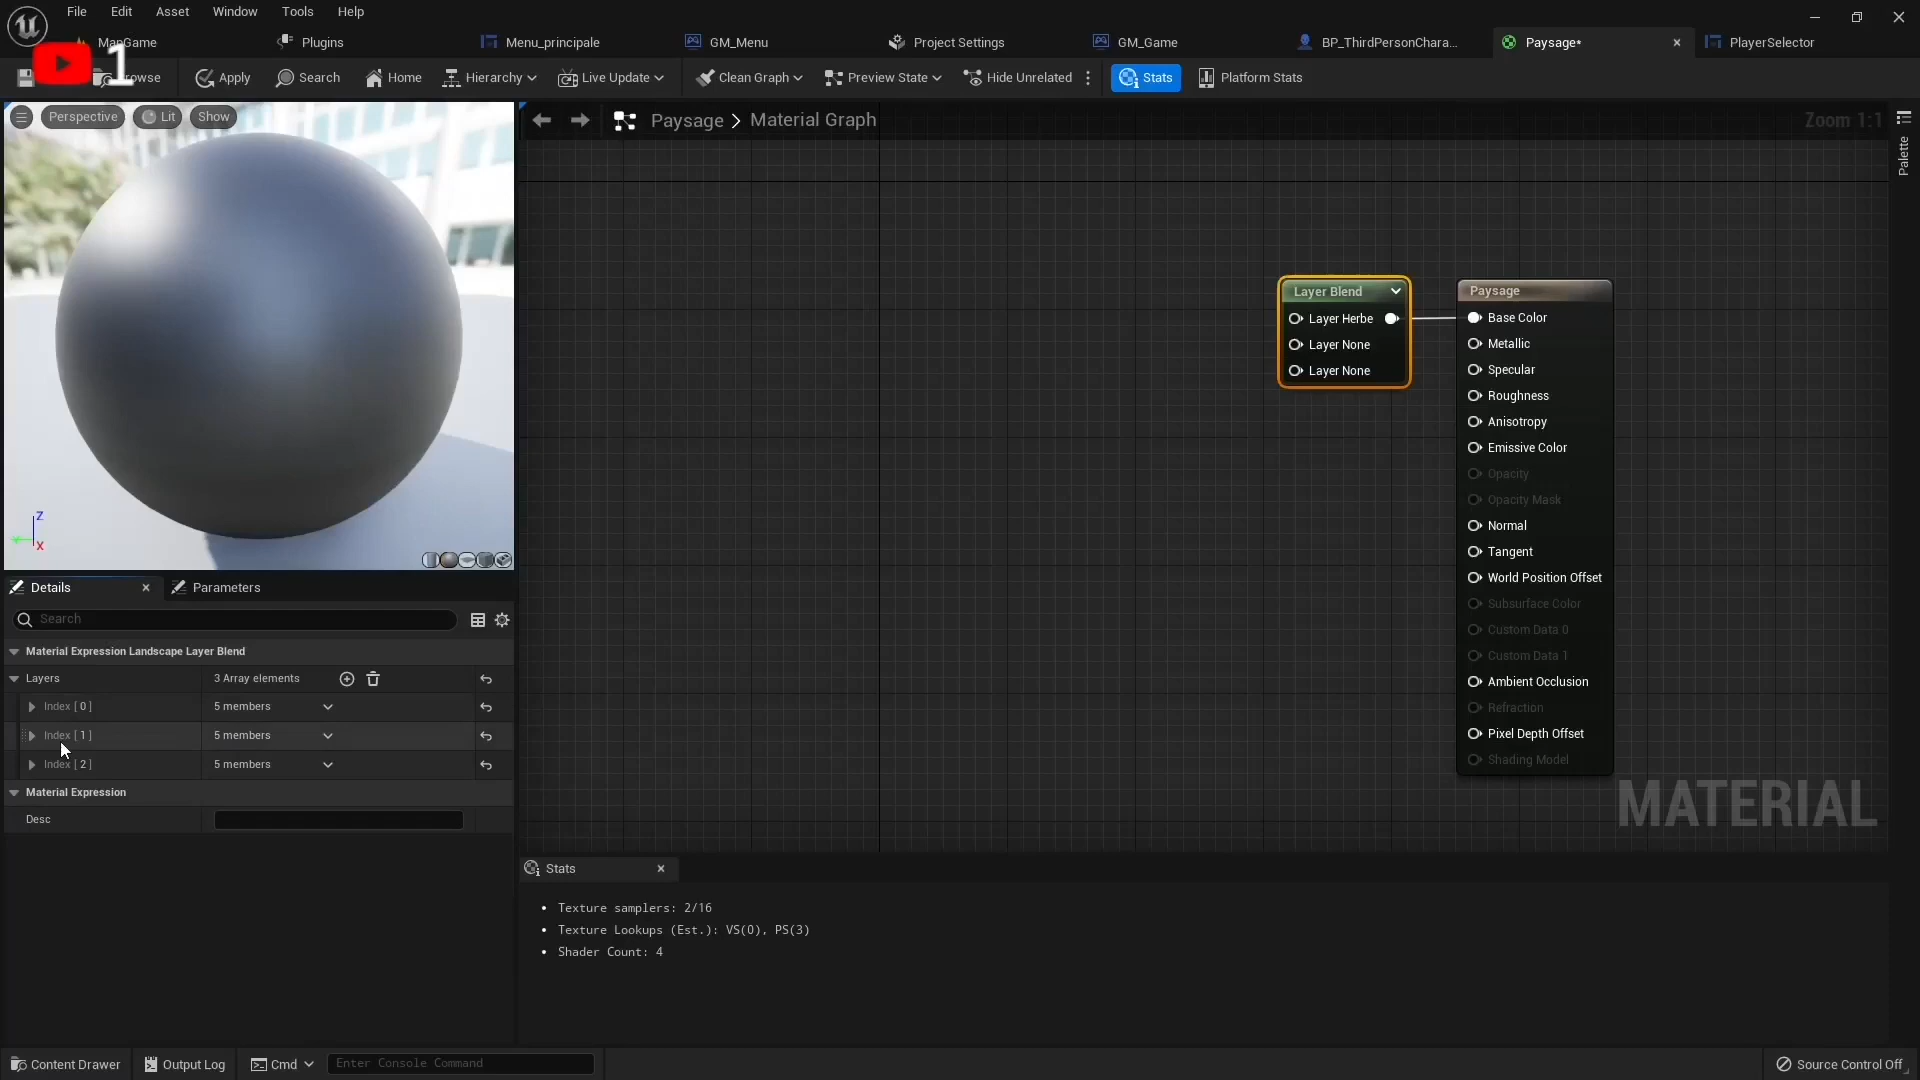 File Edit Asset Window Tools Help
MapGame Plugins Menu_principale GM_Menu Project Settings GM_Game BP_ThirdPersonChara... Paysage* PlayerSelector
1 Apply Search Home Hierarchy Live Update Clean Graph Preview State Hide Unrelated Stats Platform Stats
Perspective Lit Show
Paysage > Material Graph
Zoom 1:1
Palette
Layer Blend
Layer Herbe
Layer None
Layer None
Paysage
Base Color
Metallic
Specular
Roughness
Anisotropy
Emissive Color
Opacity
Opacity Mask
Normal
Tangent
World Position Offset
Subsurface Color
Custom Data 0
Custom Data 1
Ambient Occlusion
Refraction
Pixel Depth Offset
Shading Model
MATERIAL
Z
X
Details Parameters
Search
Material Expression Landscape Layer Blend
Layers 3 Array elements
Index [ 0 ] 5 members
Index [ 1 ] 5 members
Index [ 2 ] 5 members
Material Expression
Desc
Stats
• Texture samplers: 2/16
• Texture Lookups (Est.): VS(0), PS(3)
• Shader Count: 4
Content Drawer Output Log Cmd Enter Console Command Source Control Off